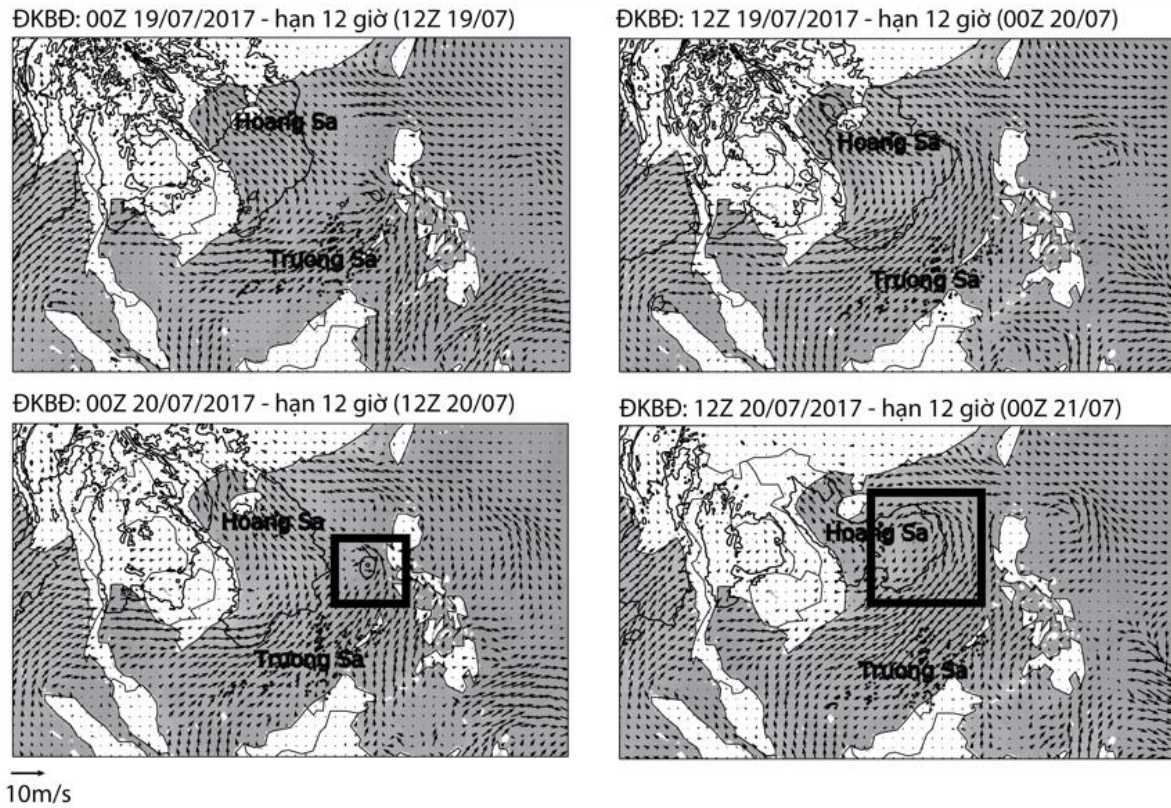 ĐKBĐ: 00Z 19/07/2017 - hạn 12 giờ (12Z 19/07)
Hoang Sa
Truong Sa
ĐKBĐ: 12Z 19/07/2017 - hạn 12 giờ (00Z 20/07)
Hoang Sa
Truong Sa
ĐKBĐ: 00Z 20/07/2017 - hạn 12 giờ (12Z 20/07)
Hoang Sa
Truong Sa
ĐKBĐ: 12Z 20/07/2017 - hạn 12 giờ (00Z 21/07)
Hoang Sa
Truong Sa
10m/s